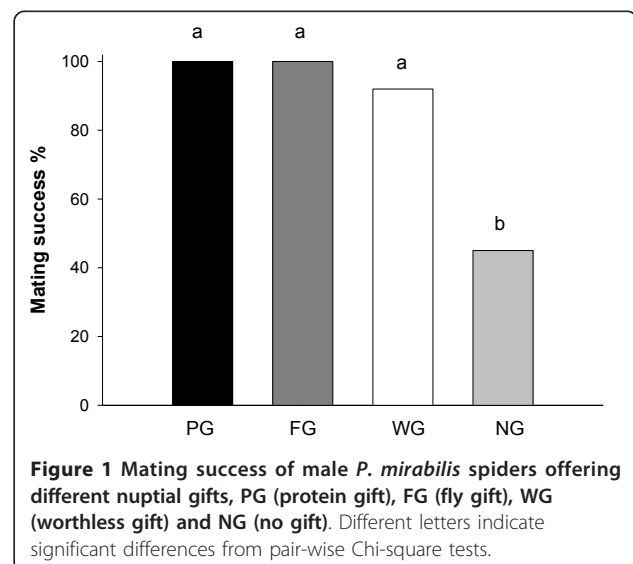 a a a b
100
80
60
40
20
0
Mating success %
PG FG WG NG
Figure 1 Mating success of male P. mirabilis spiders offering
different nuptial gifts, PG (protein gift), FG (fly gift), WG
(worthless gift) and NG (no gift). Different letters indicate
significant differences from pair-wise Chi-square tests.